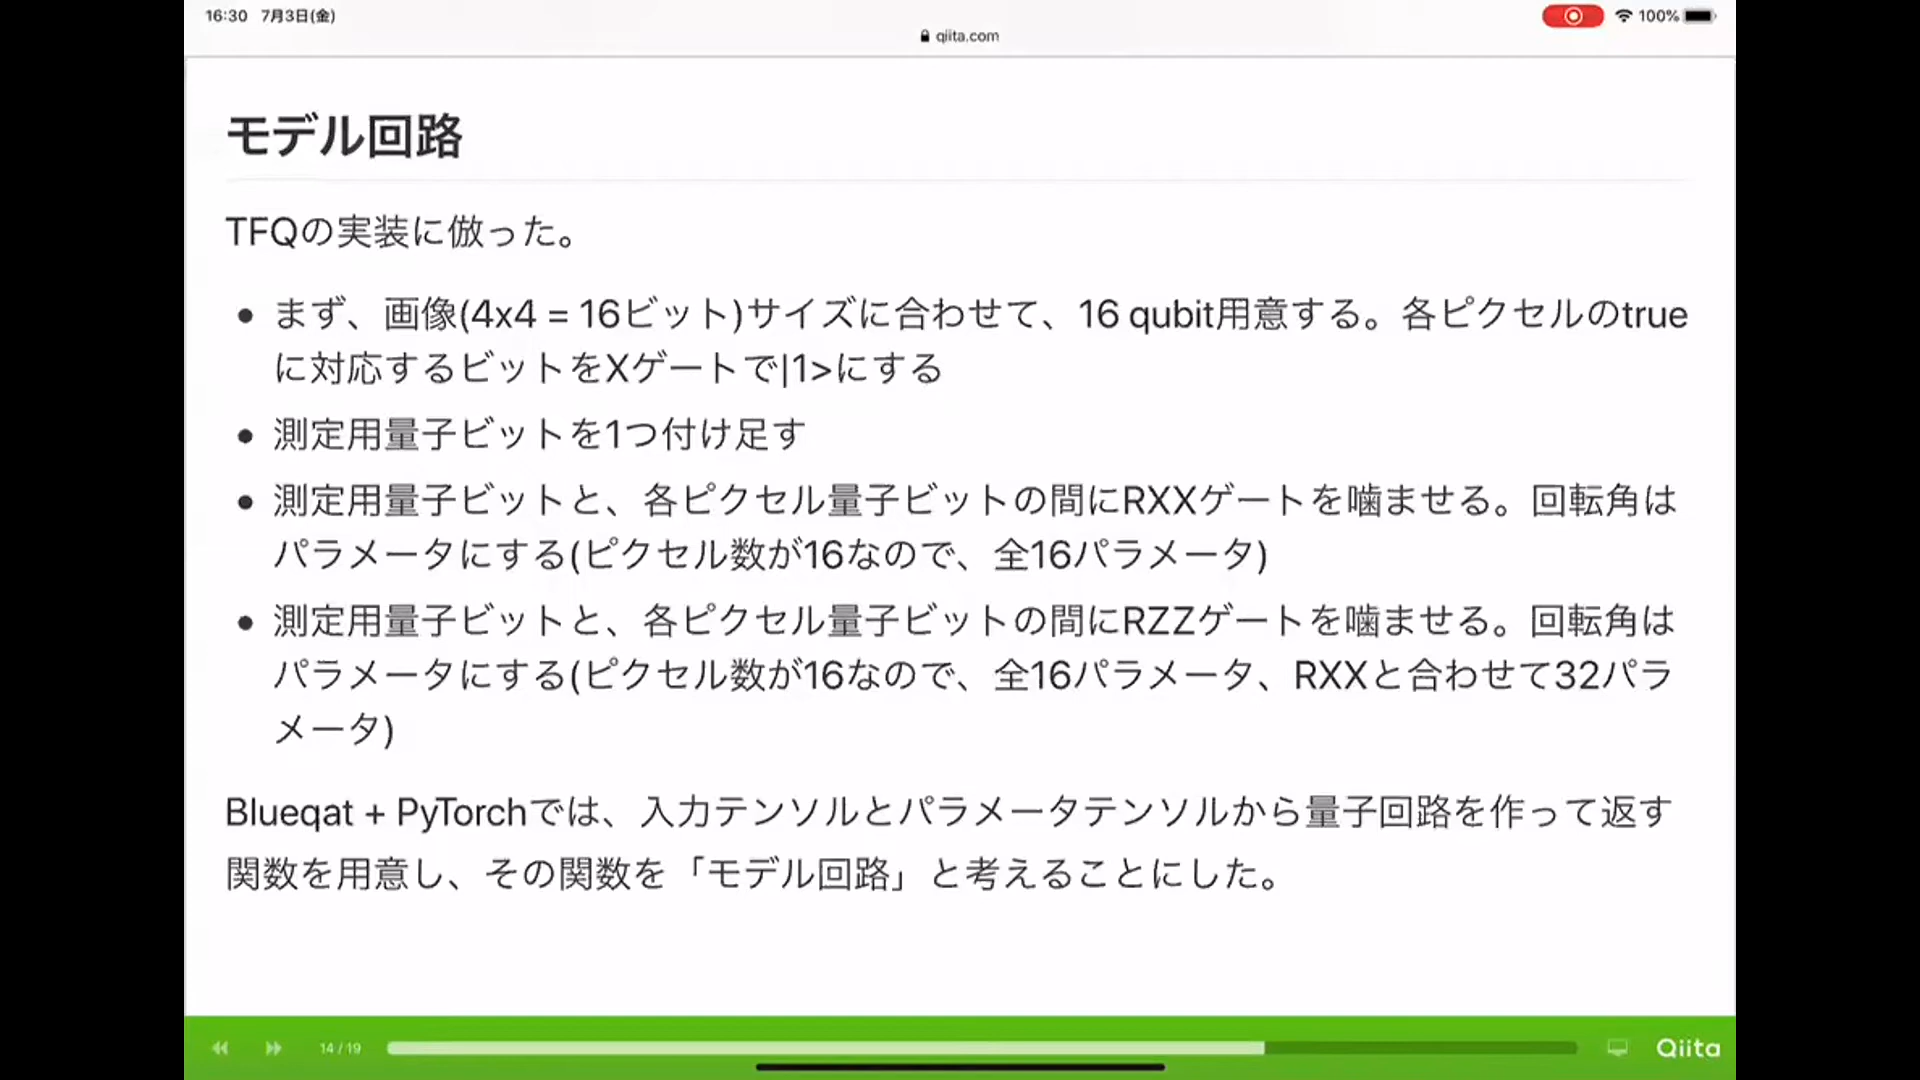 16:30 7月3日(金)
100%
qiita.com
モデル回路
TFQの実装に倣った。
まず、画像(4x4 = 16ビット)サイズに合わせて、16 qubit用意する。各ピクセルのtrue
に対応するビットをXゲートで|1>にする
測定用量子ビットを1つ付け足す
測定用量子ビットと、各ピクセル量子ビットの間にRXXゲートを噛ませる。回転角は
パラメータにする(ピクセル数が16なので、全16パラメータ)
測定用量子ビットと、各ピクセル量子ビットの間にRZZゲートを噛ませる。回転角は
パラメータにする(ピクセル数が16なので、全16パラメータ、RXXと合わせて32パラ
メータ)
Blueqat + PyTorchでは、入力テンソルとパラメータテンソルから量子回路を作って返す
関数を用意し、その関数を「モデル回路」と考えることにした。
14 / 19
Qiita